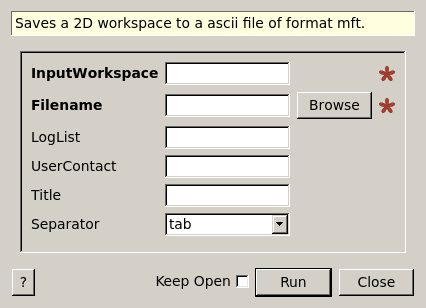 Saves a 2D workspace to a ascii file of format mft.
InputWorkspace
Filename
Browse
LogList
UserContact
Title
Separator
tab
?
Keep Open
Run
Close